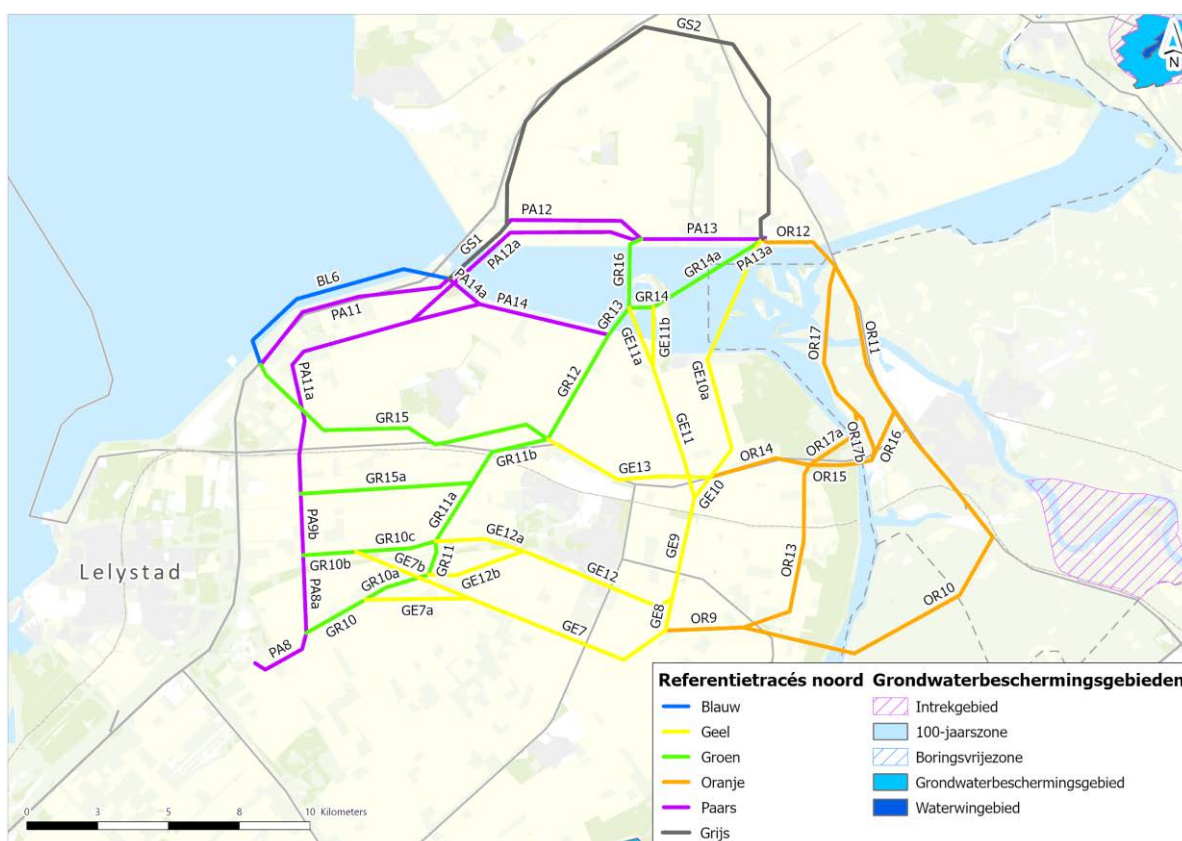 GS2
N
PA12
PA13
OR12
GS1
PA12a
GR16
GR14a
PA13a
BL6
PA14a
PA14
GR14
PA11
GR13
GE11a
GE11b
OR17
OR11
GE10a
PA11a
GR12
GR15
GE11
OR17a
OR17b
OR16
GR11b
GE13
OR14
OR15
GE10
GR15a
GR11a
PA9b
GE12a
GE9
OR13
GR10c
GE7b
GR11
Lelystad
GR10b
GR10a
GE12b
GE12
PA8a
GE7a
OR10
GR10
GE8
OR9
GE7
PA8
Referentietracés noord
Blauw
Geel
Groen
Oranje
Paars
Grijs
Grondwaterbeschermingsgebieden
Intrekgebied
100-jaarszone
Boringsvrijezone
Grondwaterbeschermingsgebied
Waterwingebied
0 3 5 8 10 Kilometers